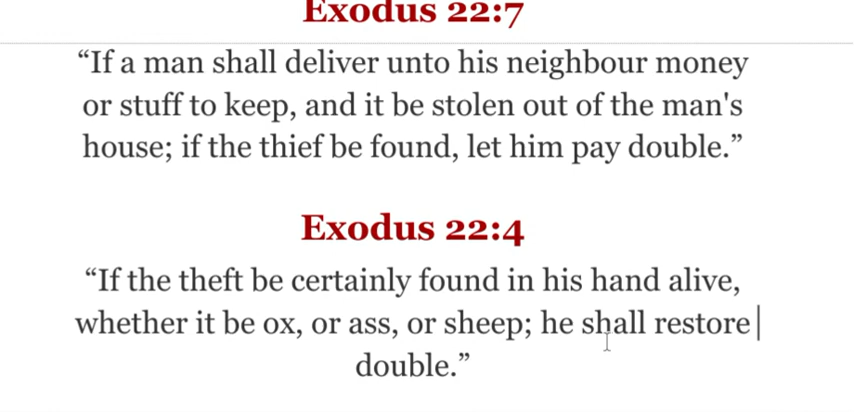 Exodus 22:7
“If a man shall deliver unto his neighbour money
or stuff to keep, and it be stolen out of the man's
house; if the thief be found, let him pay double.”
Exodus 22:4
“If the theft be certainly found in his hand alive,
whether it be ox, or ass, or sheep; he shall restore
double.”